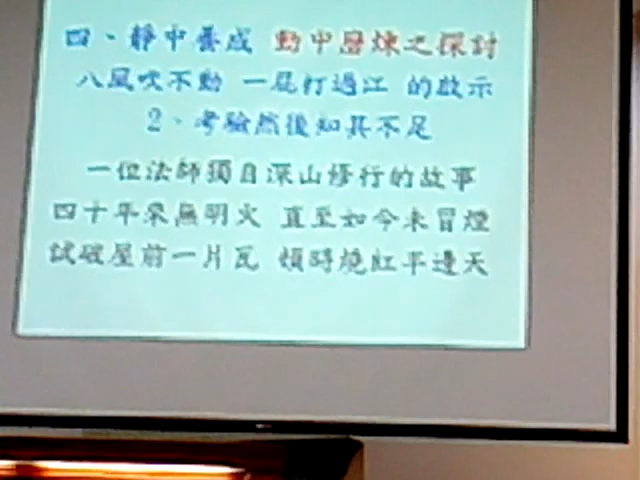 四、靜中養成 動中歷煉之探討
八風吹不動 一屁打過江 的啟示
2、考驗然後知其不足
一位法師獨自深山修行的故事
四十年來無明火 直至如今未冒煙
試破屋前一片瓦 頓時燒紅半邊天